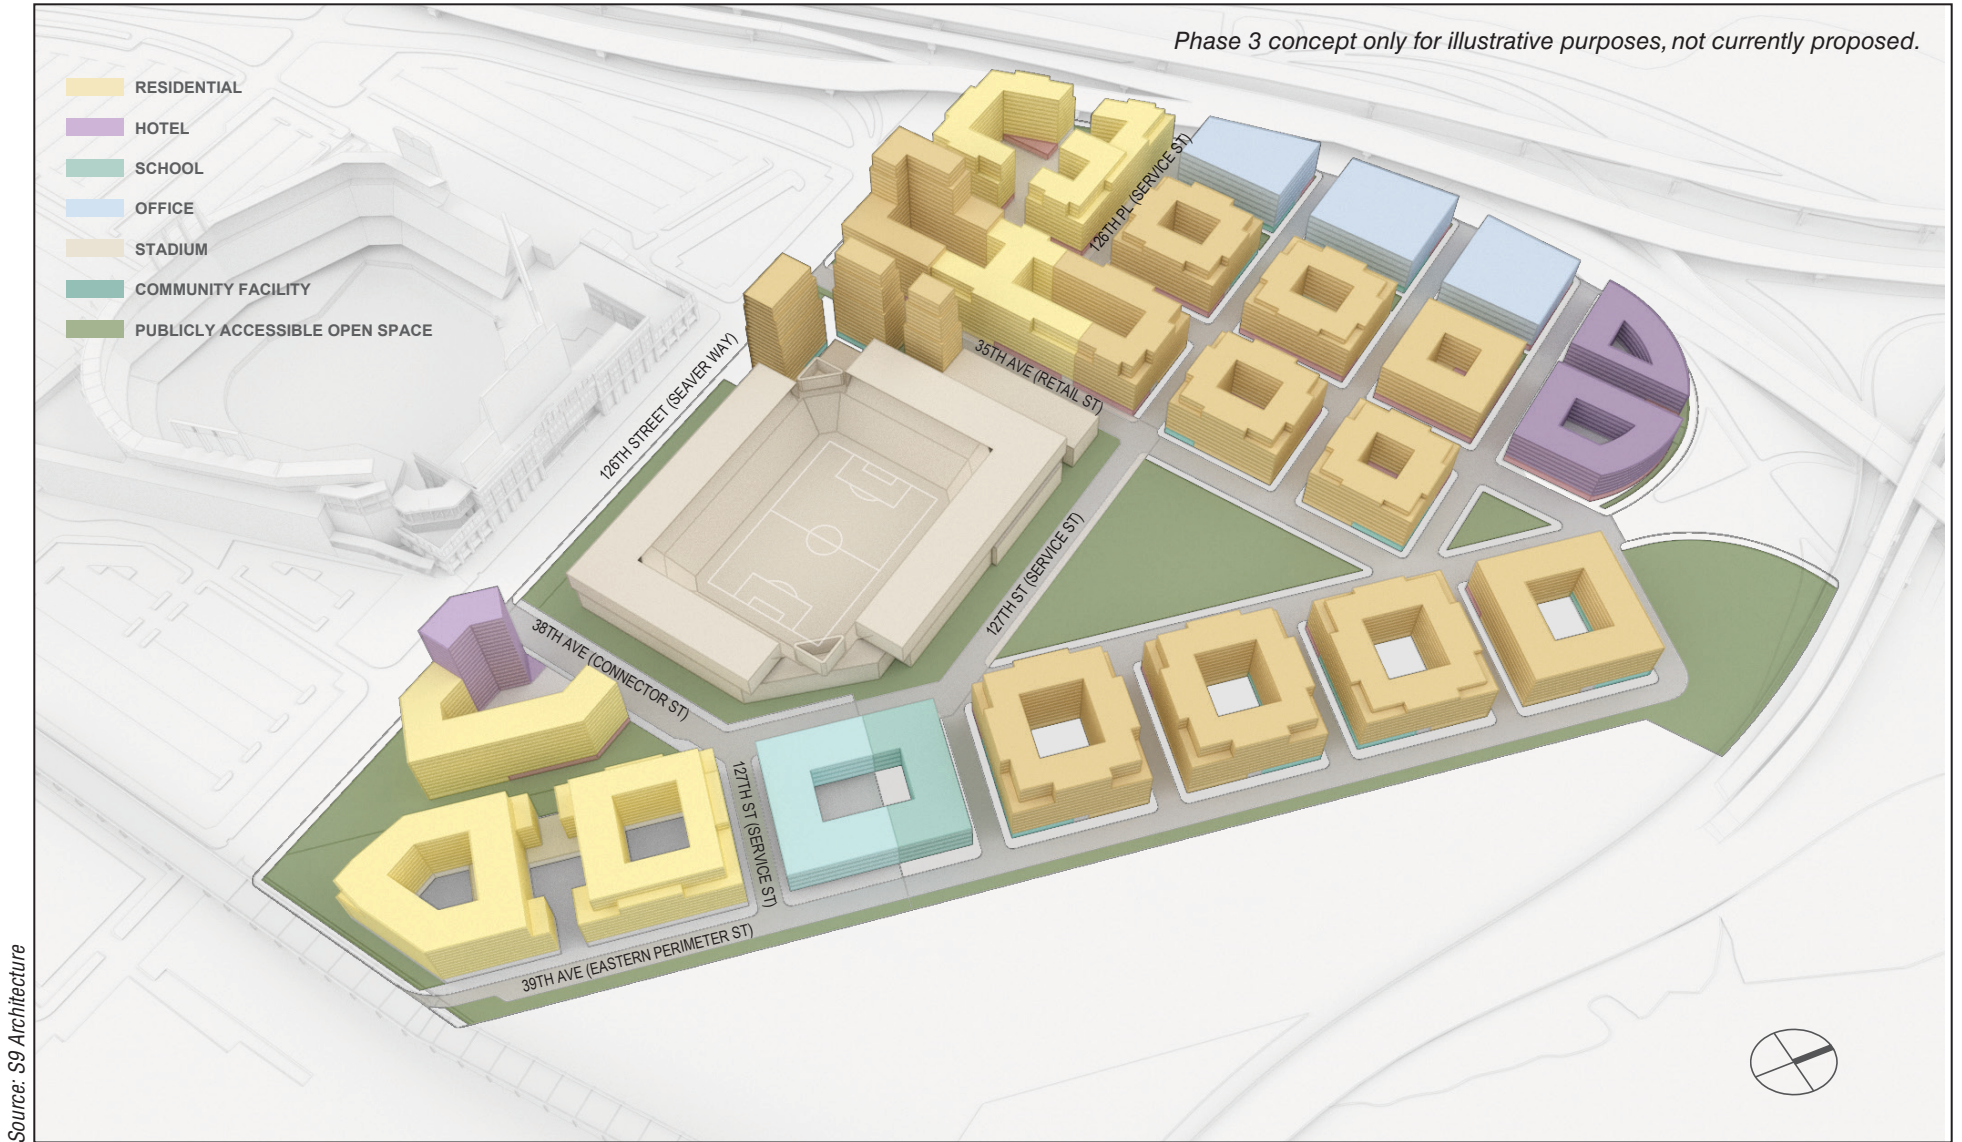 Phase 3 concept only for illustrative purposes, not currently proposed.
RESIDENTIAL
HOTEL
SCHOOL
OFFICE
STADIUM
COMMUNITY FACILITY
PUBLICLY ACCESSIBLE OPEN SPACE
126TH PL (SERVICE ST)
126TH STREET (SEAVER WAY)
35TH AVE (RETAIL ST)
127TH ST (SERVICE ST)
38TH AVE (CONNECTOR ST)
127TH ST (SERVICE ST)
39TH AVE (EASTERN PERIMETER ST)
Source: S9 Architecture